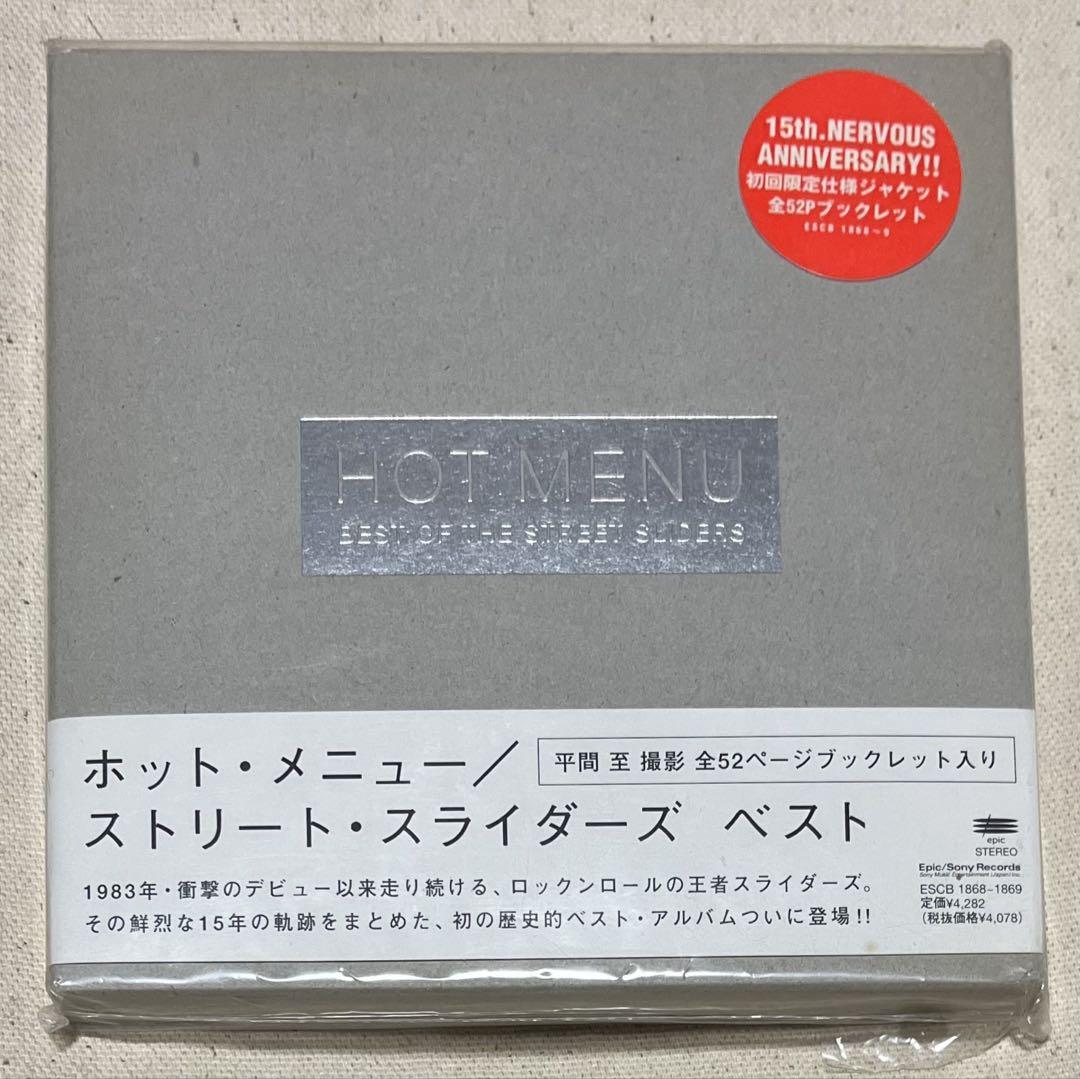 15th.NERVOUS
ANNIVERSARY!!
初回限定仕様ジャケット
全52Pブックレット
ESCB 1868~9
HOT MENU
BEST OF THE STREET SLIDERS
ホット・メニュー/
平間 至 撮影 全52ページブックレット入り
ストリート・スライダーズ ベスト
1983年・衝撃のデビュー以来走り続ける、ロックンロールの王者スライダーズ。
その鮮烈な15年の軌跡をまとめた、初の歴史的ベスト・アルバムついに登場!!
epic
STEREO
Epic/Sony Records
Sony Music Entertainment (Japan) Inc.
ESCB 1868-1869
定価¥4,282
(税抜価格¥4,078)